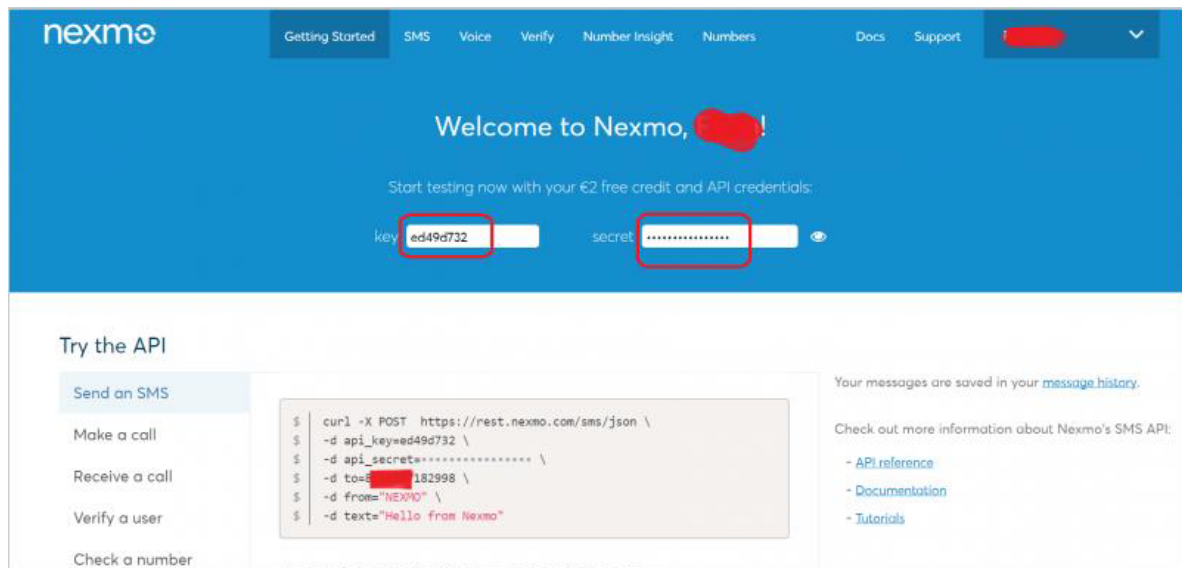 nexmo
Getting Started SMS Voice Verify Number Insight Numbers Docs Support
Welcome to Nexmo, !
Start testing now with your €2 free credit and API credentials:
key ed49d732 secret ••••••••••••••••
Try the API
Send an SMS
Make a call
Receive a call
Verify a user
Check a number
$ curl -X POST https://rest.nexmo.com/sms/json \
$ -d api_key=ed49d732 \
$ -d api_secret=•••••••••••••••• \
$ -d to= 182998 \
$ -d from="NEXMO" \
$ -d text="Hello from Nexmo"
Your messages are saved in your message history.
Check out more information about Nexmo's SMS API:
- API reference
- Documentation
- Tutorials